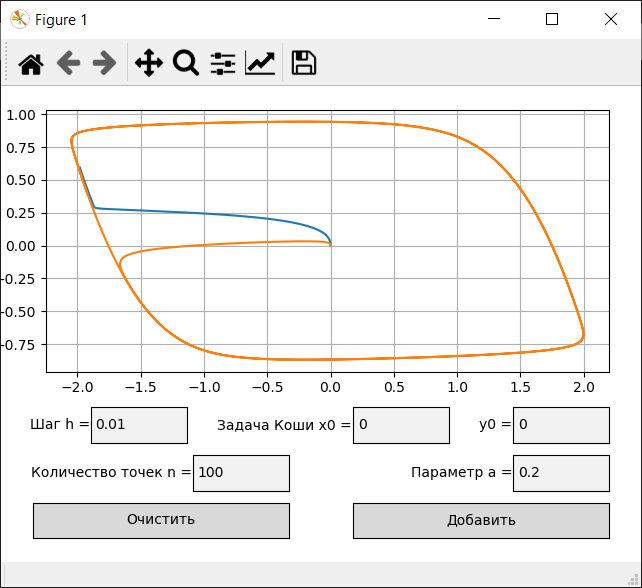 Figure 1
1.00
0.75
0.50
0.25
0.00
-0.25
-0.50
-0.75
−2.0 −1.5 −1.0 −0.5 0.0 0.5 1.0 1.5 2.0
Шаг h = 0.01 Задача Коши x0 = 0 y0 = 0
Количество точек n = 100 Параметр a = 0.2
Очистить Добавить